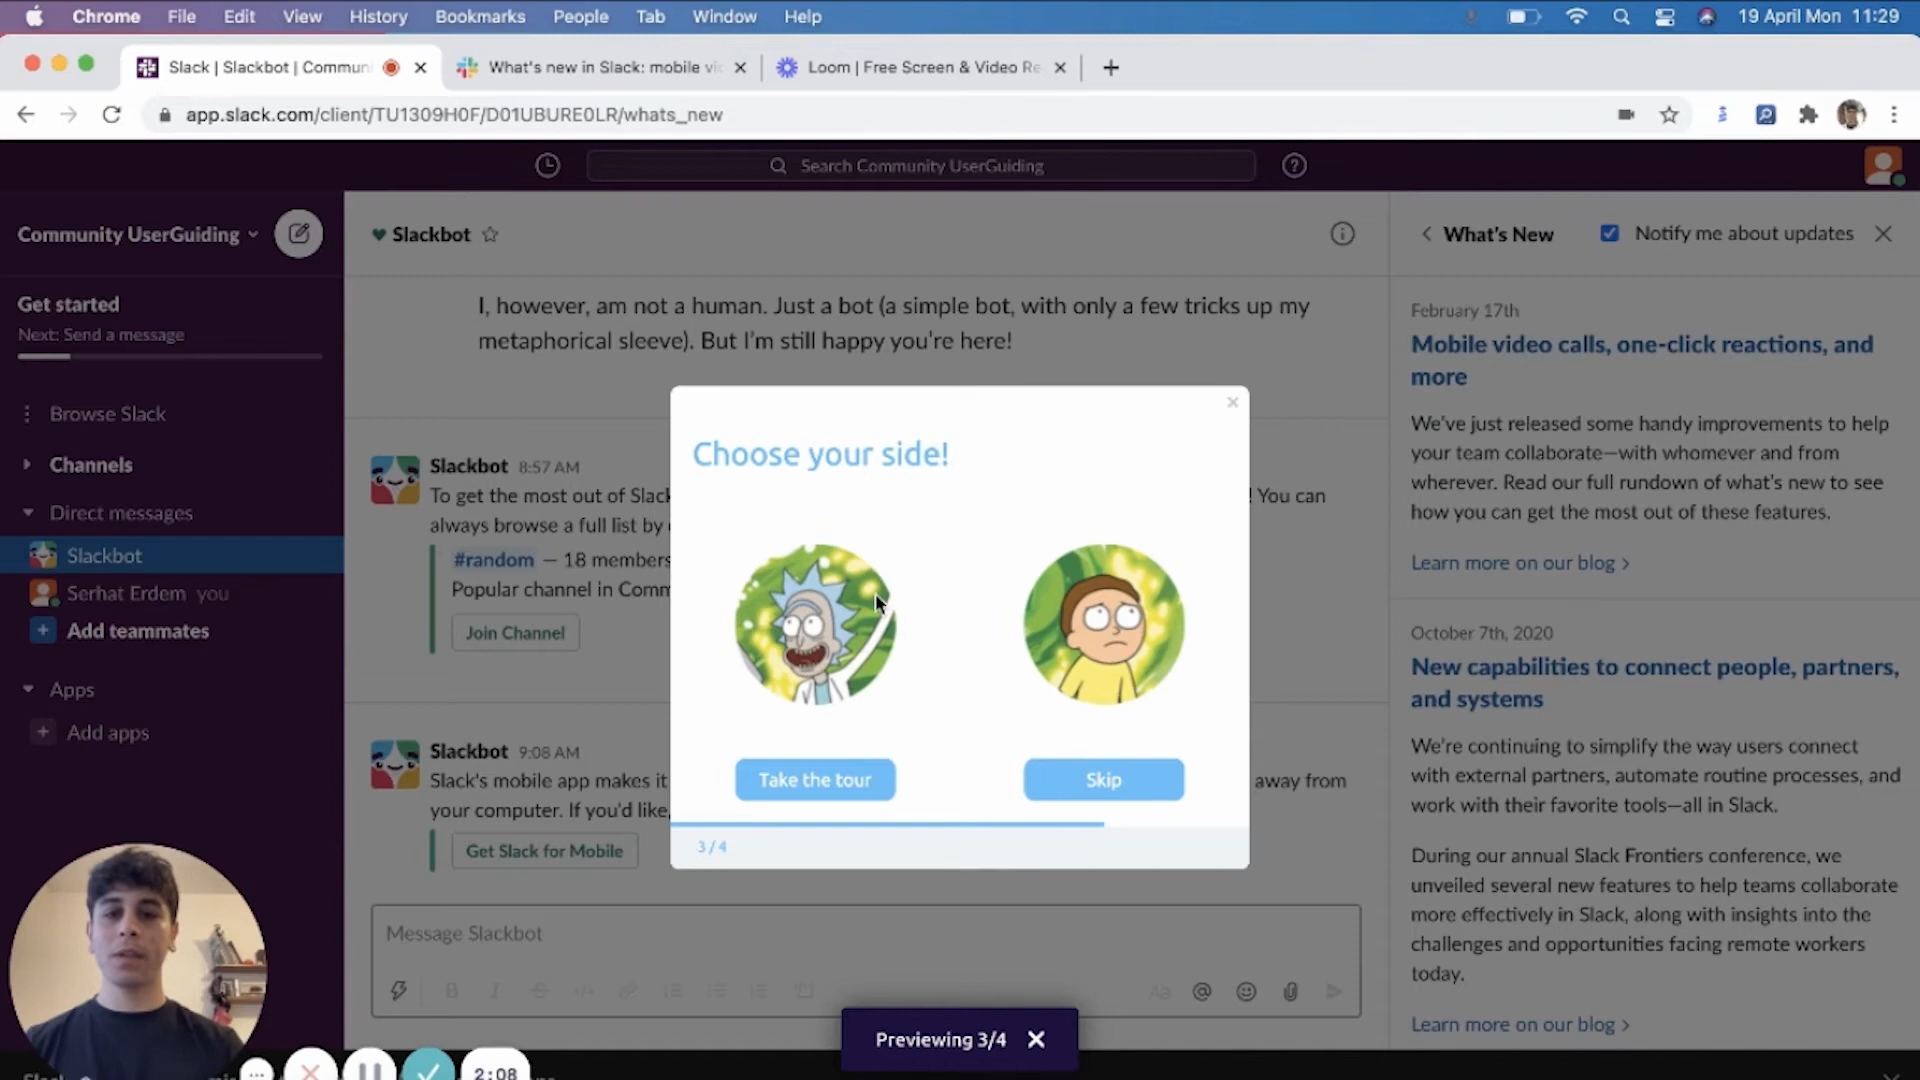 Chrome File Edit View History Bookmarks People Tab Window Help
19 April Mon 11:29
Slack | Slackbot | Commun
What's new in Slack: mobile vi
Loom | Free Screen & Video Re
app.slack.com/client/TU1309H0F/D01UBURE0LR/whats_new
Search Community UserGuiding
Community UserGuiding
Get started
Next: Send a message
Browse Slack
Channels
Direct messages
Slackbot
Serhat Erdem you
Add teammates
Apps
Add apps
Slackbot
I, however, am not a human. Just a bot (a simple bot, with only a few tricks up my
metaphorical sleeve). But I'm still happy you're here!
Slackbot 8:57 AM
To get the most out of Slac
! You can
always browse a full list by
#random — 18 members
Popular channel in Comm
Join Channel
Slackbot 9:08 AM
Slack's mobile app makes it
away from
your computer. If you'd like,
Get Slack for Mobile
Message Slackbot
Aa
Choose your side!
Take the tour
Skip
3 / 4
Previewing 3/4
2:08
What's New
Notify me about updates
February 17th
Mobile video calls, one-click reactions, and
more
We've just released some handy improvements to help
your team collaborate—with whomever and from
wherever. Read our full rundown of what's new to see
how you can get the most out of these features.
Learn more on our blog >
October 7th, 2020
New capabilities to connect people, partners,
and systems
We're continuing to simplify the way users connect
with external partners, automate routine processes, and
work with their favorite tools—all in Slack.
During our annual Slack Frontiers conference, we
unveiled several new features to help teams collaborate
more effectively in Slack, along with insights into the
challenges and opportunities facing remote workers
today.
Learn more on our blog >